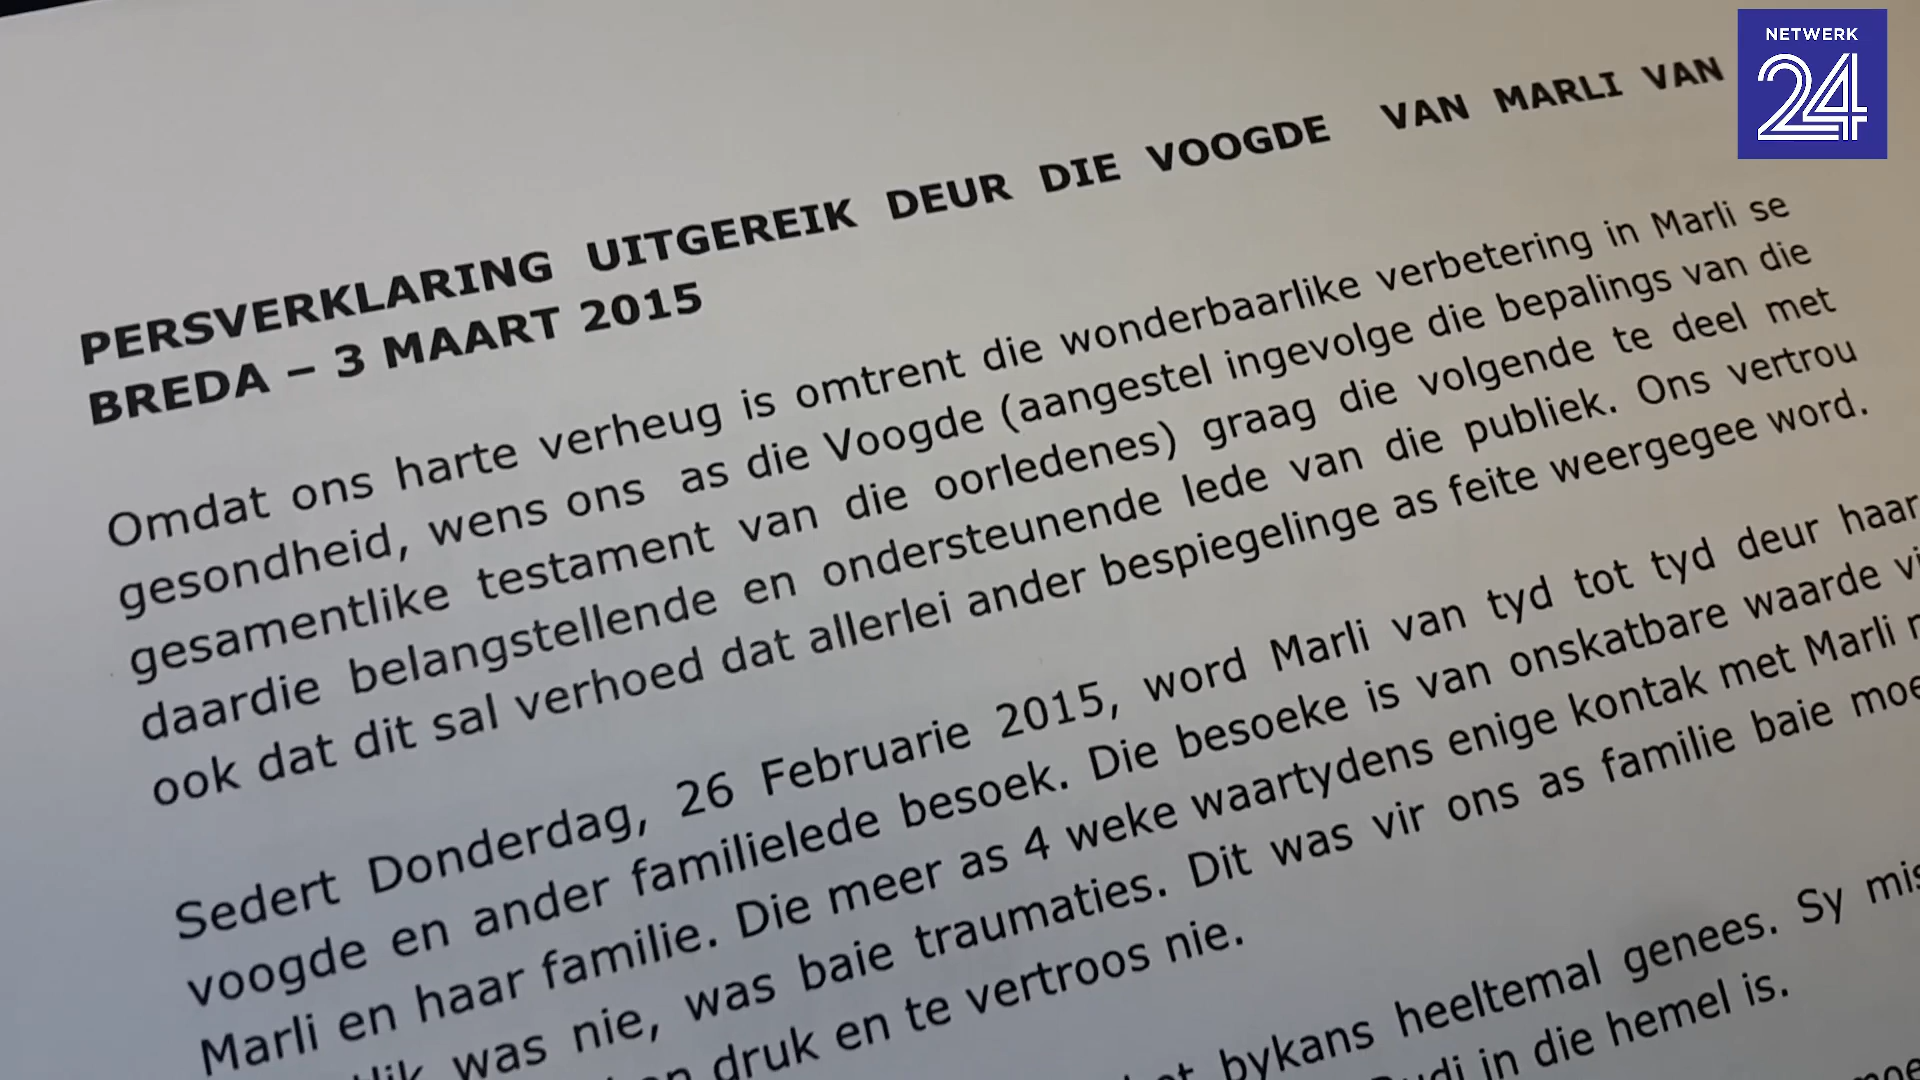 NETWERK
24
PERSVERKLARING UITGEREIK DEUR DIE VOOGDE VAN MARLI VAN
BREDA – 3 MAART 2015
Omdat ons harte verheug is omtrent die wonderbaarlike verbetering in Marli se
gesondheid, wens ons as die Voogde (aangestel ingevolge die bepalings van die
gesamentlike testament van die oorledenes) graag die volgende te deel met
daardie belangstellende en ondersteunende lede van die publiek. Ons vertrou
ook dat dit sal verhoed dat allerlei ander bespiegelinge as feite weergegee word.
Sedert Donderdag, 26 Februarie 2015, word Marli van tyd tot tyd deur haar
voogde en ander familielede besoek. Die besoeke is van onskatbare waarde
Marli en haar familie. Die meer as 4 weke waartydens enige kontak met Marli
was nie, was baie traumaties. Dit was vir ons as familie baie
druk en te vertroos nie.
bykans heeltemal genees. Sy
in die hemel is.